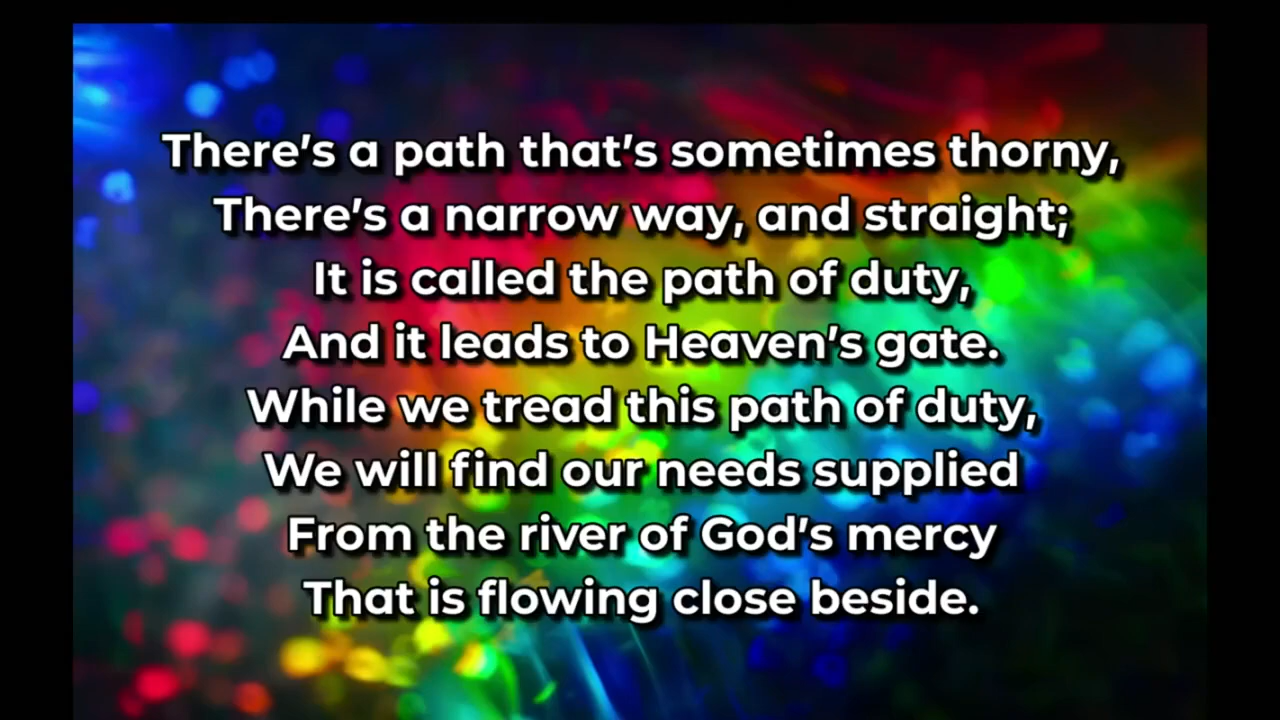 There's a path that's sometimes thorny,
There's a narrow way, and straight;
It is called the path of duty,
And it leads to Heaven's gate.
While we tread this path of duty,
We will find our needs supplied
From the river of God's mercy
That is flowing close beside.